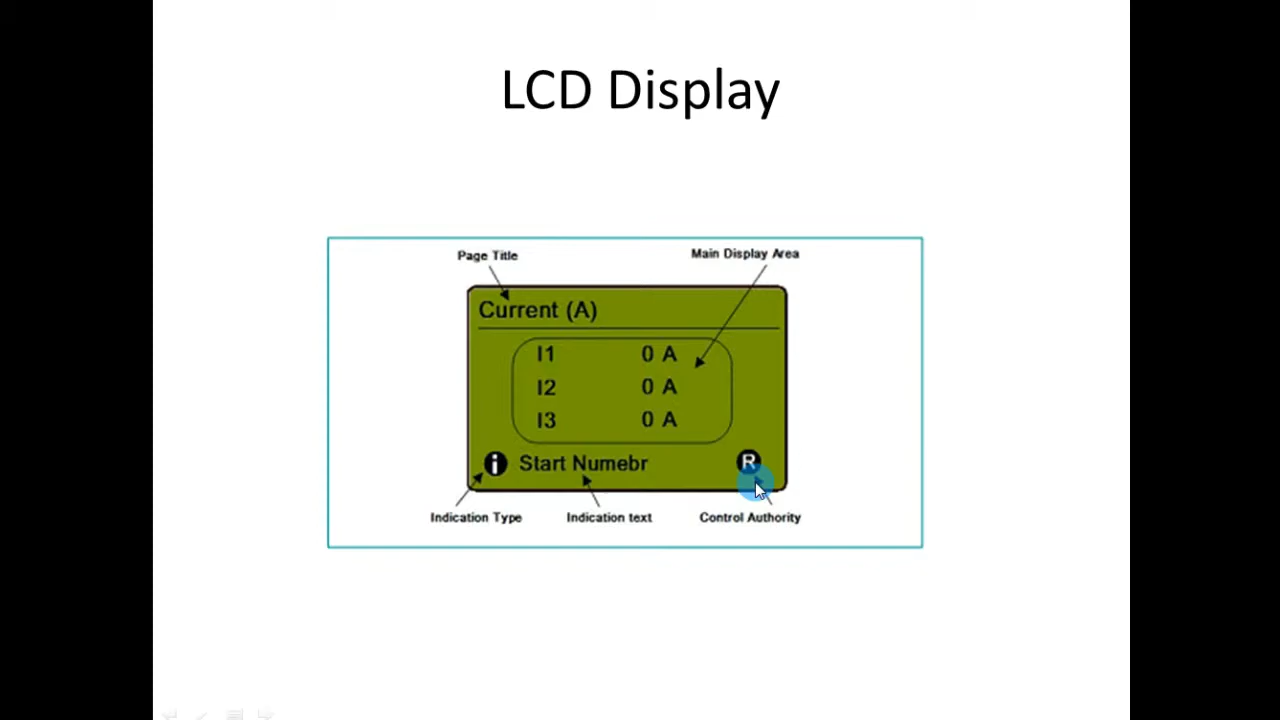 LCD Display
Page Title
Main Display Area
Current (A)
I1 0 A
I2 0 A
I3 0 A
i Start Numebr R
Indication Type
Indication text
Control Authority